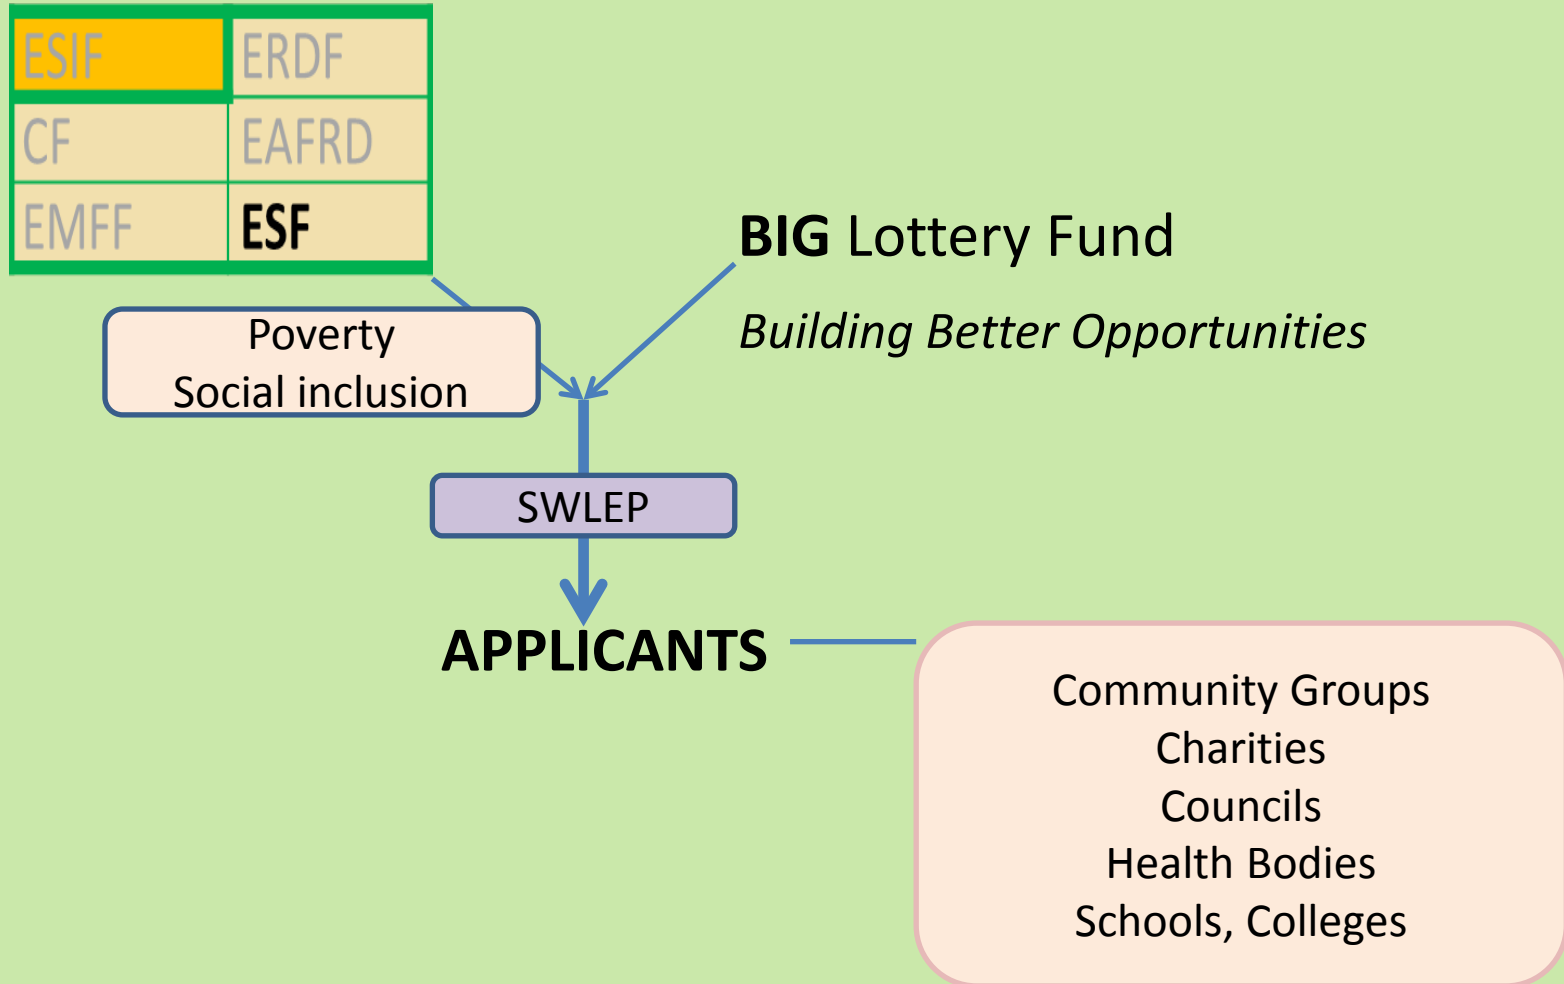 ESIF ERDF
CF EAFRD
EMFF ESF
BIG Lottery Fund
Building Better Opportunities
Poverty
Social inclusion
SWLEP
APPLICANTS
Community Groups
Charities
Councils
Health Bodies
Schools, Colleges